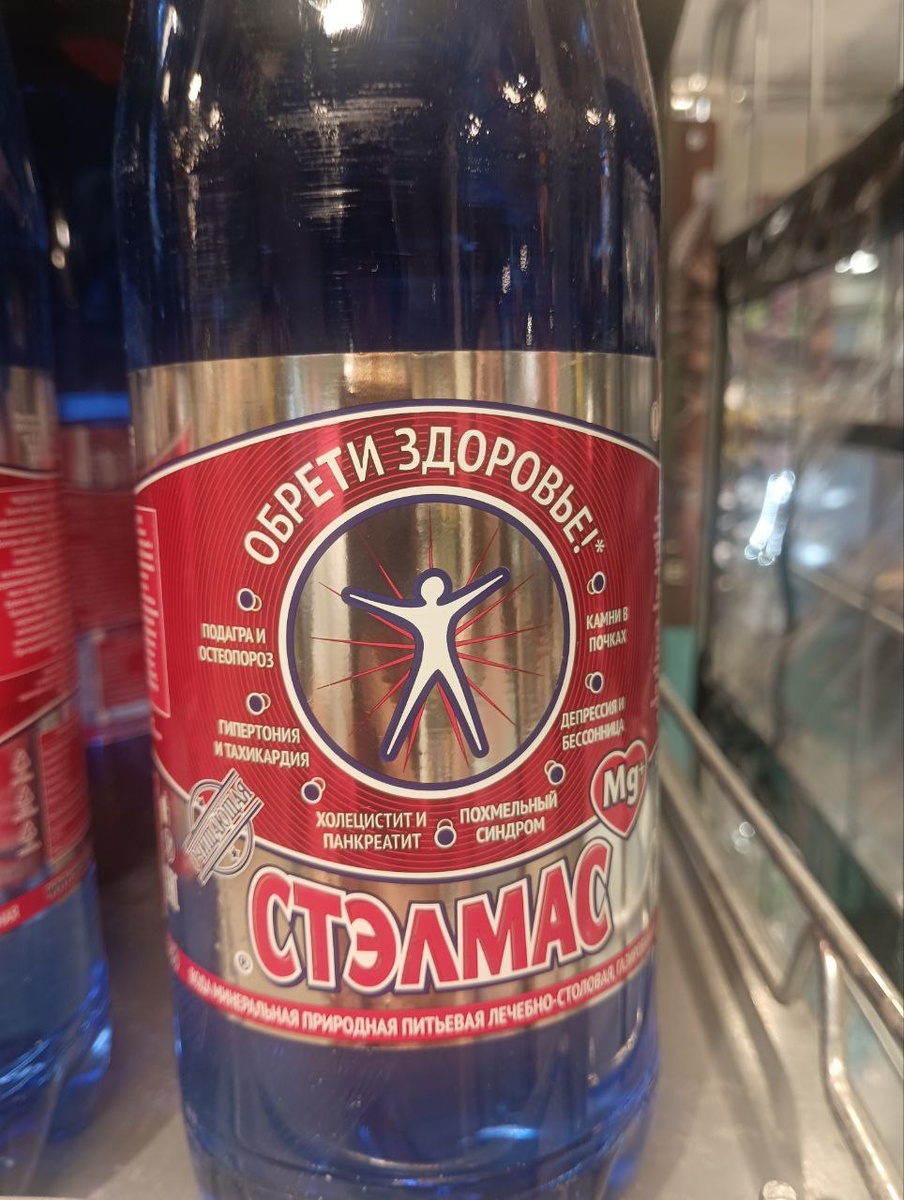 ОБРЕТИ ЗДОРОВЬЕ!*
ПОДАГРА И
ОСТЕОПОРОЗ
КАМНИ В
ПОЧКАХ
ГИПЕРТОНИЯ
И ТАХИКАРДИЯ
ДЕПРЕССИЯ И
БЕССОННИЦА
ХОЛЕЦИСТИТ И
ПАНКРЕАТИТ
ПОХМЕЛЬНЫЙ
СИНДРОМ
Mg+
СТЭЛМАС
®
ВОДА МИНЕРАЛЬНАЯ ПРИРОДНАЯ ПИТЬЕВАЯ ЛЕЧЕБНО-СТОЛОВАЯ,